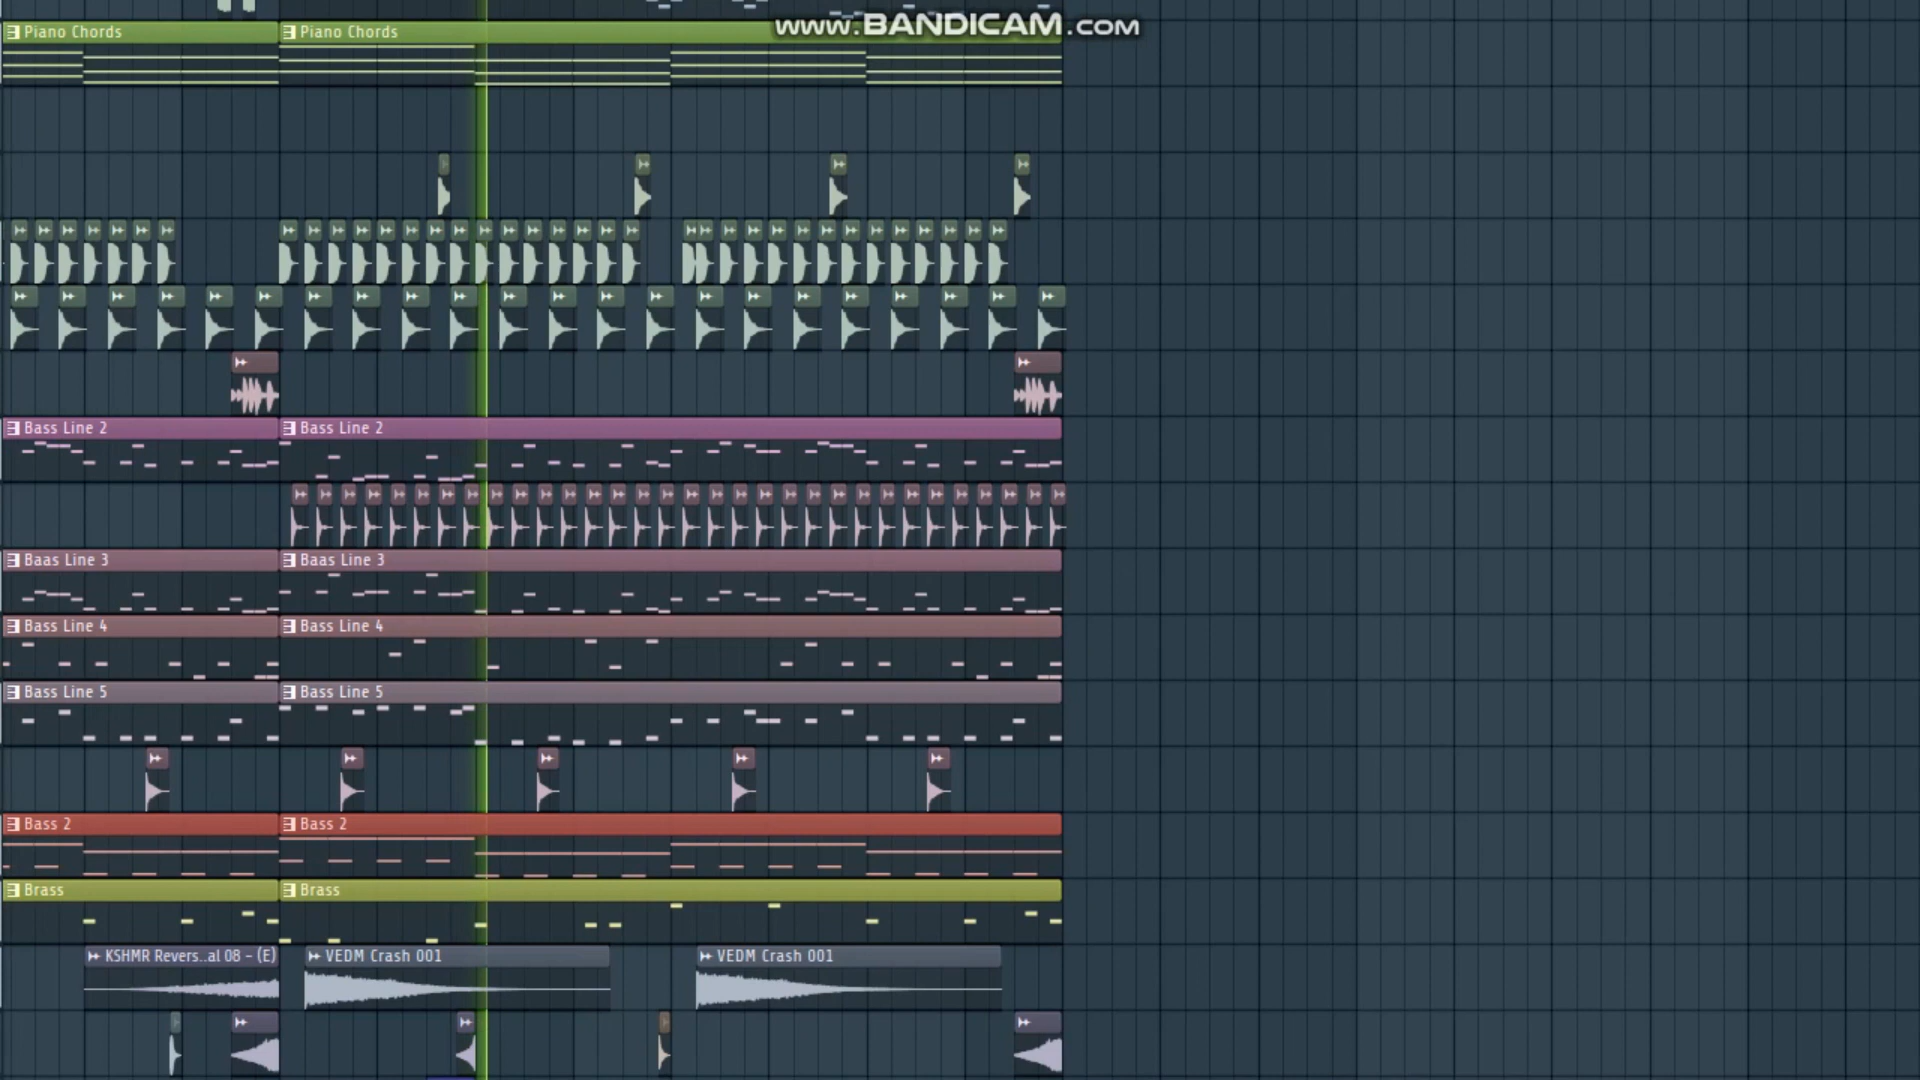 www.BANDICAM.com
Piano Chords Piano Chords
Bass Line 2 Bass Line 2
Baas Line 3 Baas Line 3
Bass Line 4 Bass Line 4
Bass Line 5 Bass Line 5
Bass 2 Bass 2
Brass Brass
KSHMR Revers..al 08 - (E) VEDM Crash 001 VEDM Crash 001